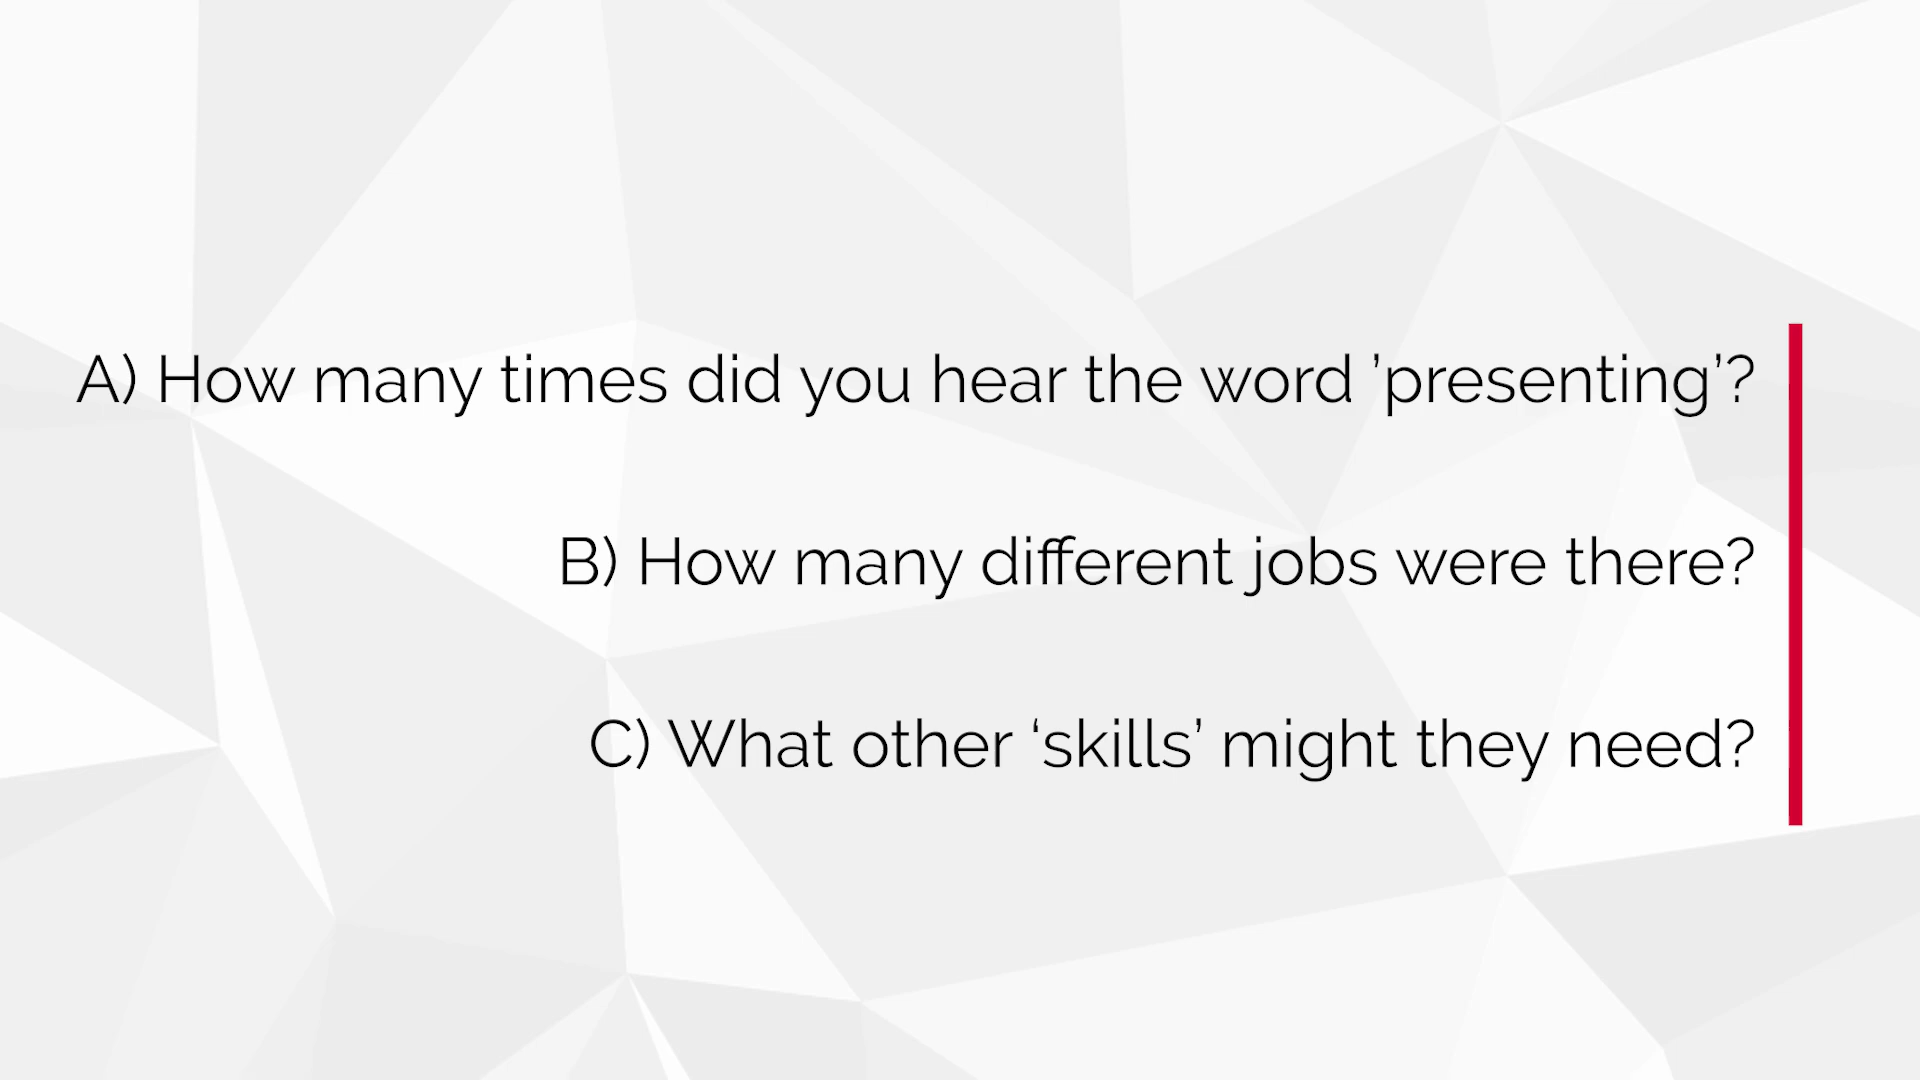 A) How many times did you hear the word ’presenting’?
B) How many different jobs were there?
C) What other ‘skills’ might they need?